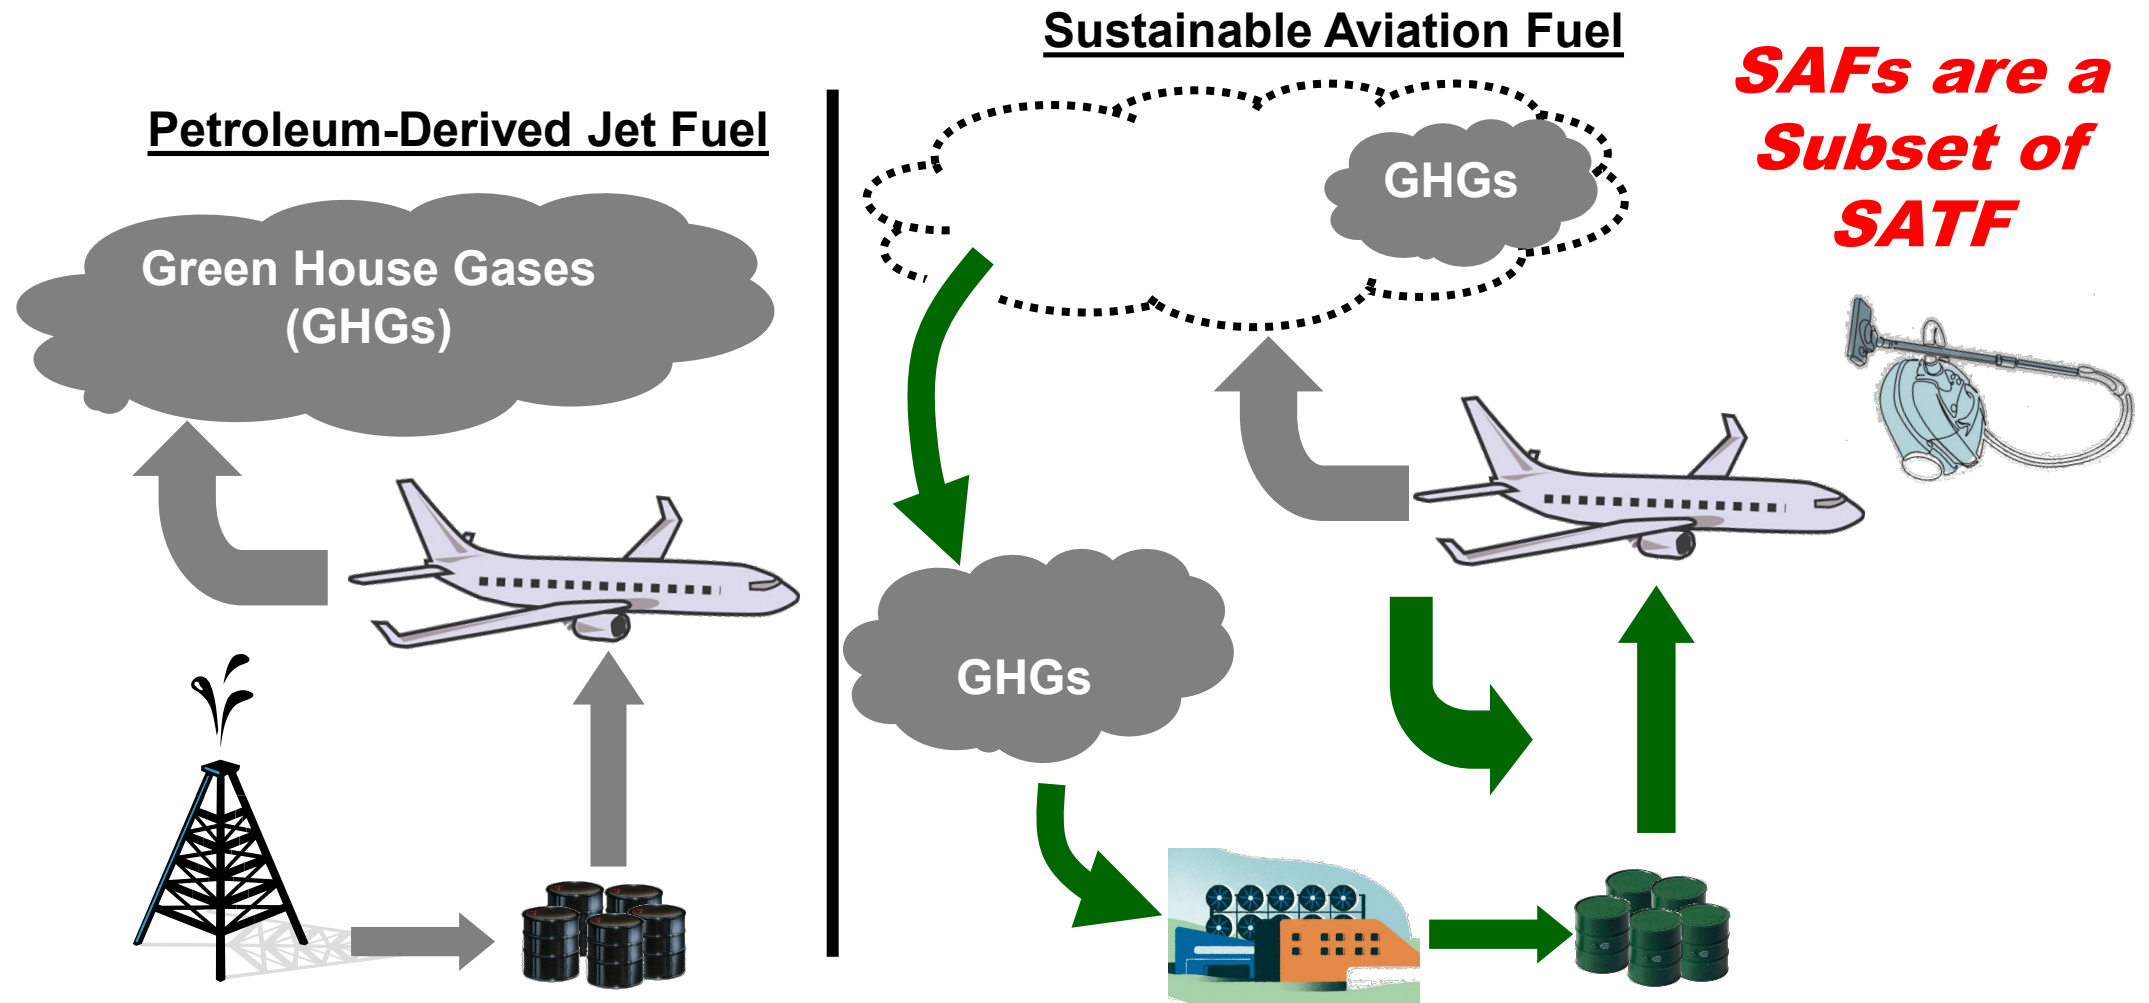 Petroleum-Derived Jet Fuel
Green House Gases
(GHGs)
Sustainable Aviation Fuel
GHGs
GHGs
SAFs are a
Subset of
SATF